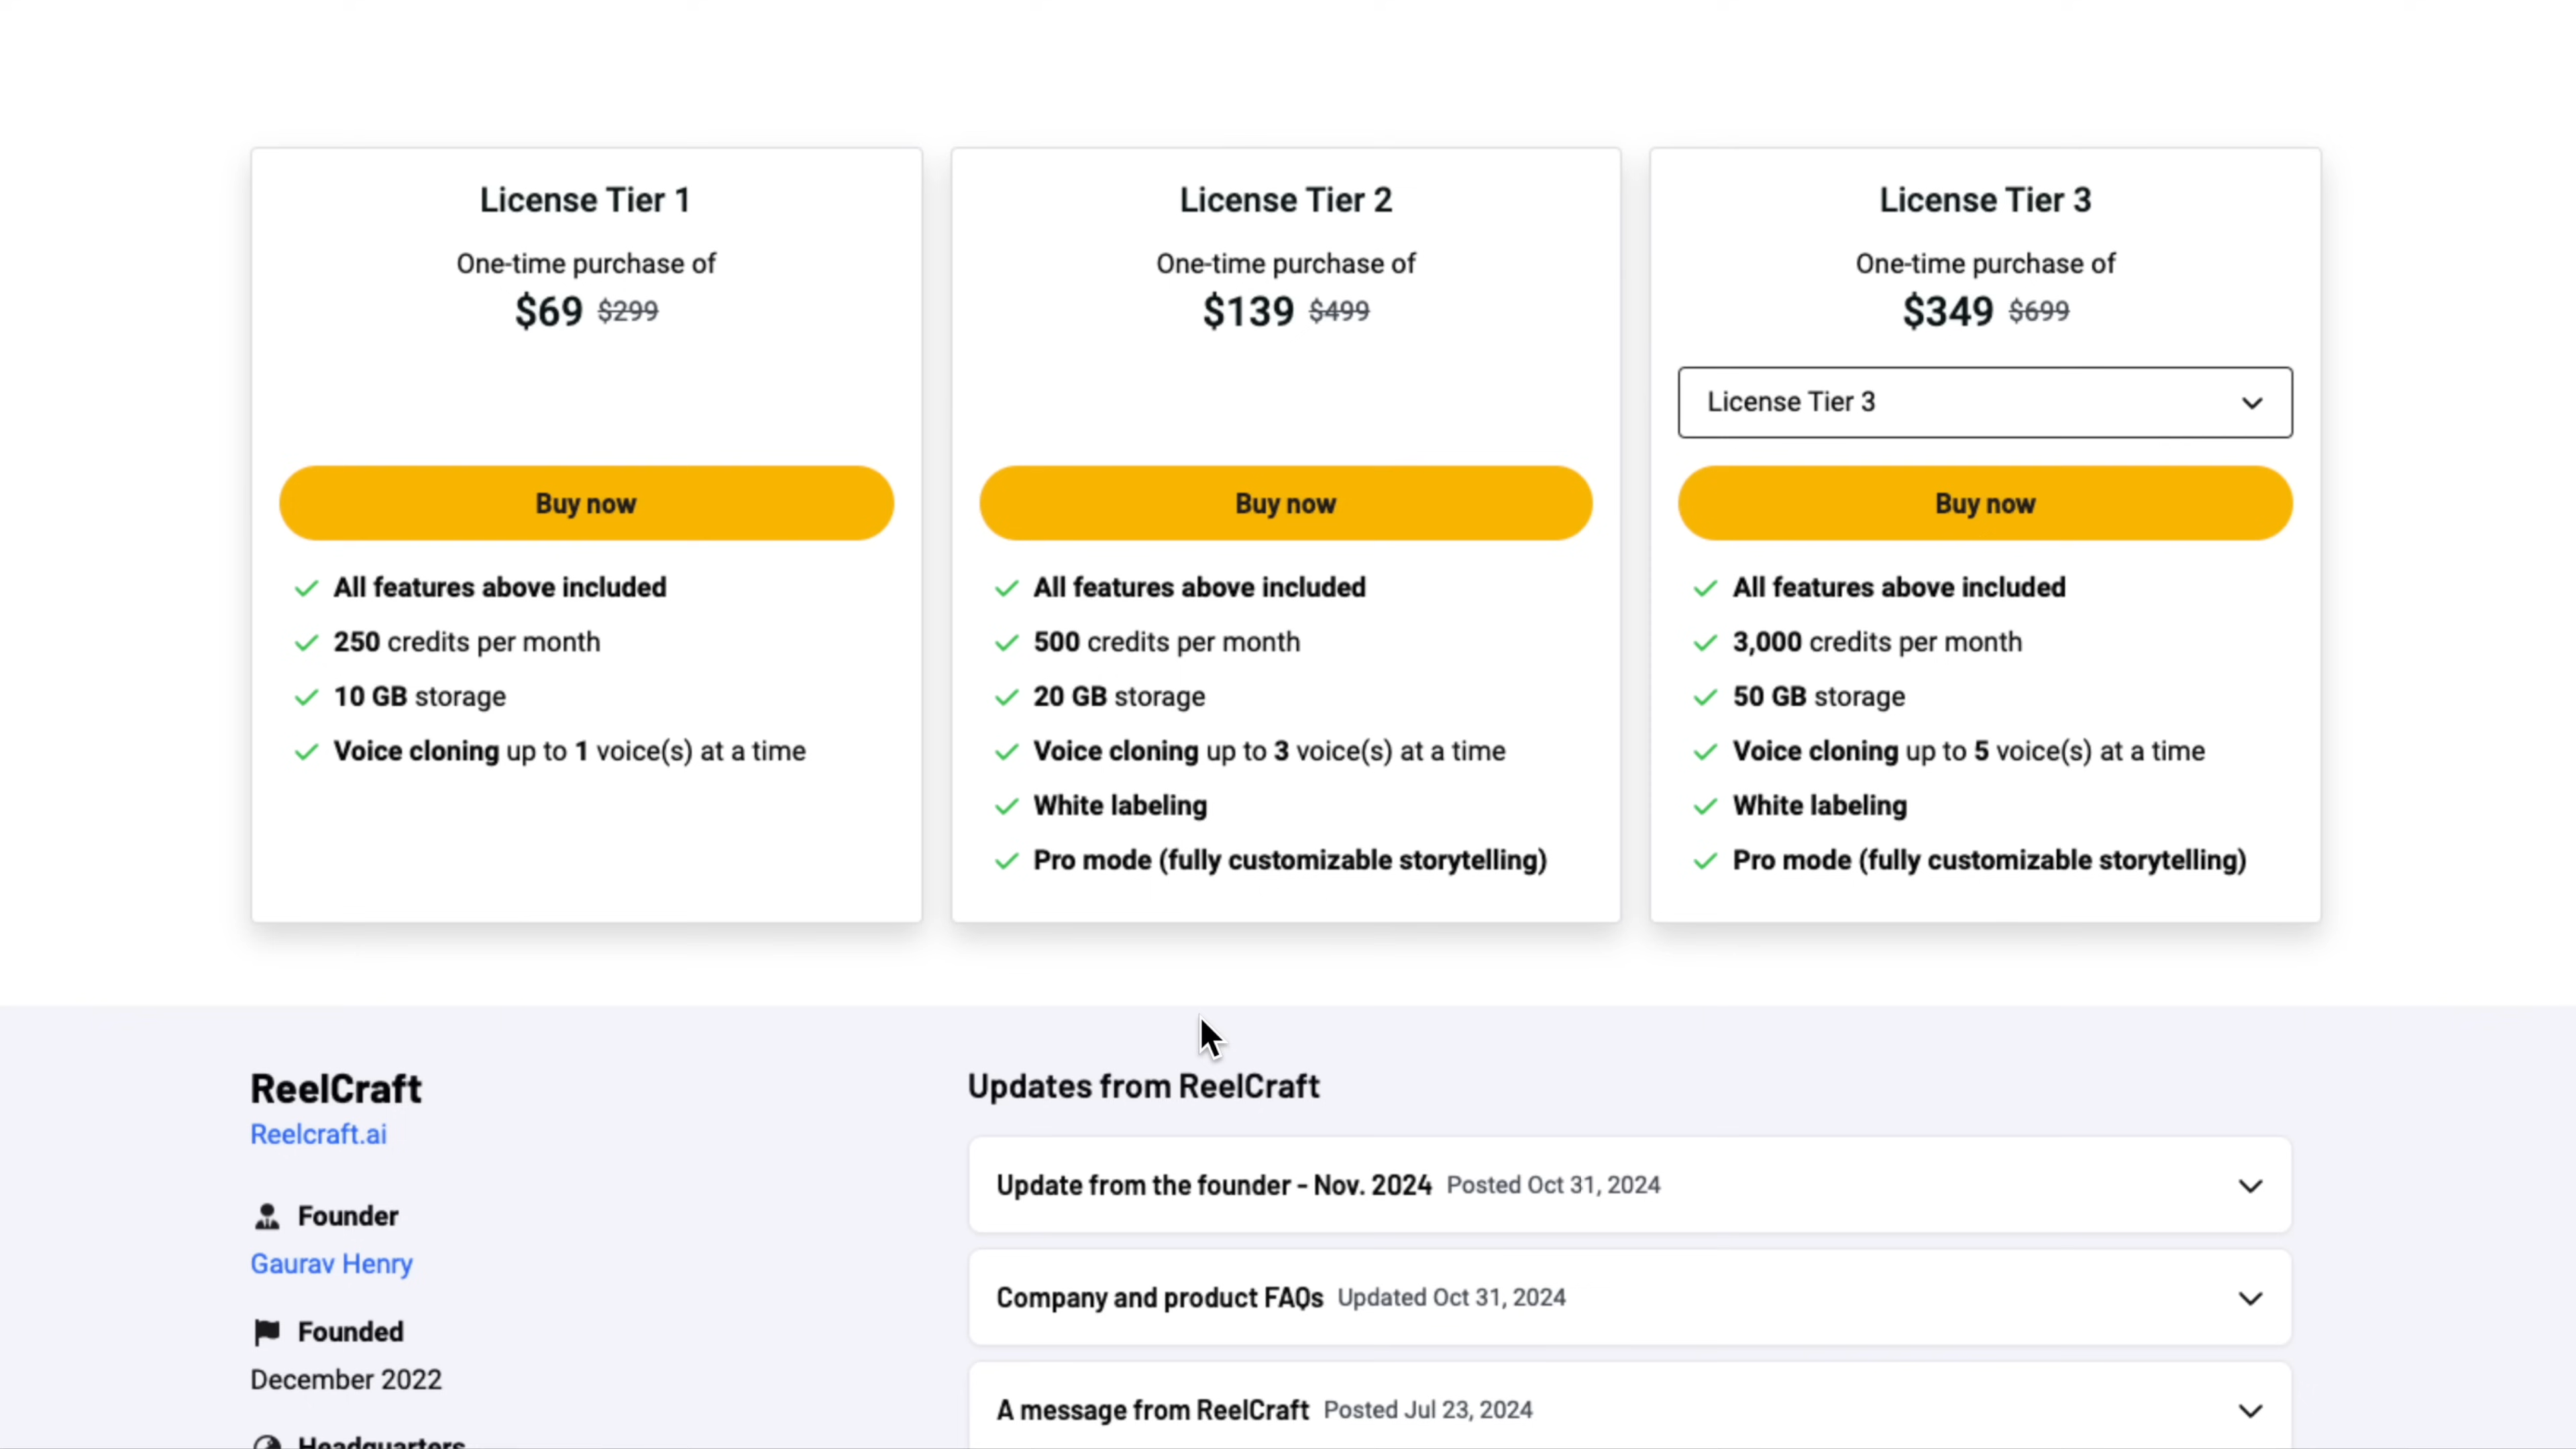 License Tier 1
One-time purchase of
$69 $299
Buy now
All features above included
250 credits per month
10 GB storage
Voice cloning up to 1 voice(s) at a time
License Tier 2
One-time purchase of
$139 $499
Buy now
All features above included
500 credits per month
20 GB storage
Voice cloning up to 3 voice(s) at a time
White labeling
Pro mode (fully customizable storytelling)
License Tier 3
One-time purchase of
$349 $699
License Tier 3
Buy now
All features above included
3,000 credits per month
50 GB storage
Voice cloning up to 5 voice(s) at a time
White labeling
Pro mode (fully customizable storytelling)
ReelCraft
Reelcraft.ai
Founder
Gaurav Henry
Founded
December 2022
Headquarters
Updates from ReelCraft
Update from the founder - Nov. 2024 Posted Oct 31, 2024
Company and product FAQs Updated Oct 31, 2024
A message from ReelCraft Posted Jul 23, 2024